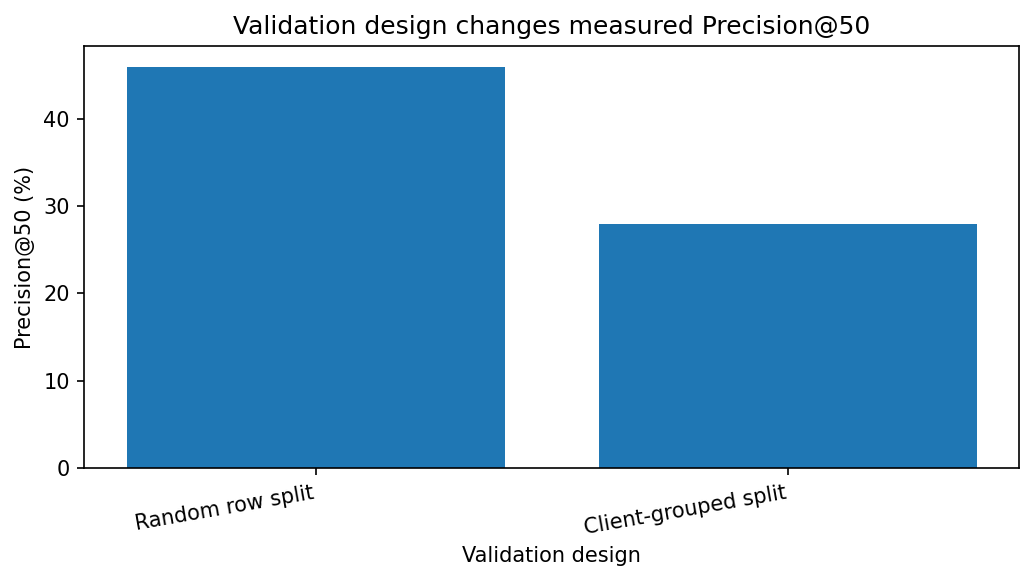 Validation design changes measured Precision@50
Precision@50 (%)
40
30
20
10
0
Random row split
Client-grouped split
Validation design